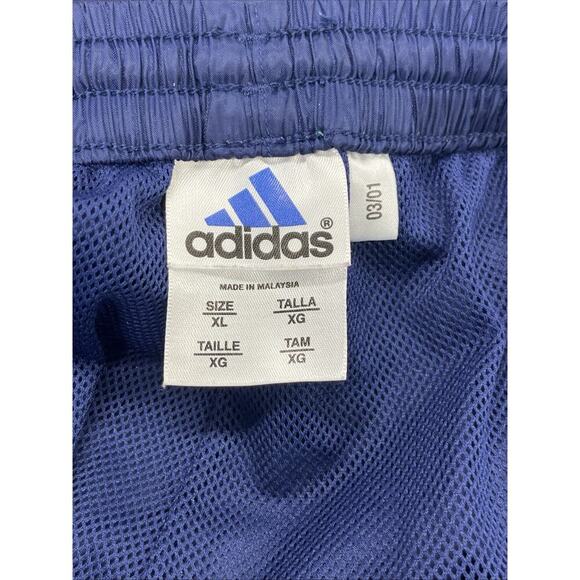 adidas®
03/01
MADE IN MALAYSIA
SIZE TALLA
XL XG
TAILLE TAM
XG XG